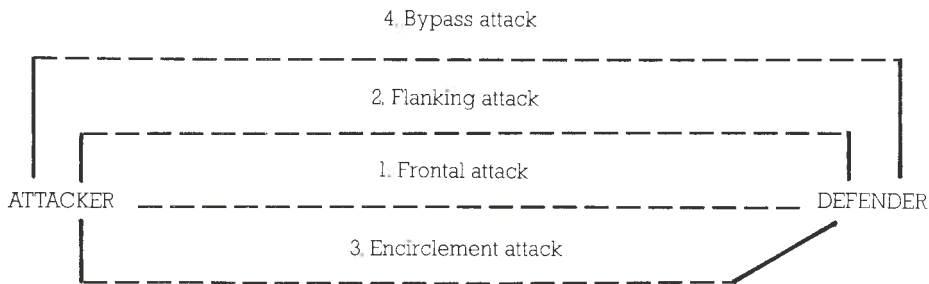 4. Bypass attack
2. Flanking attack
1. Frontal attack
ATTACKER DEFENDER
3. Encirclement attack